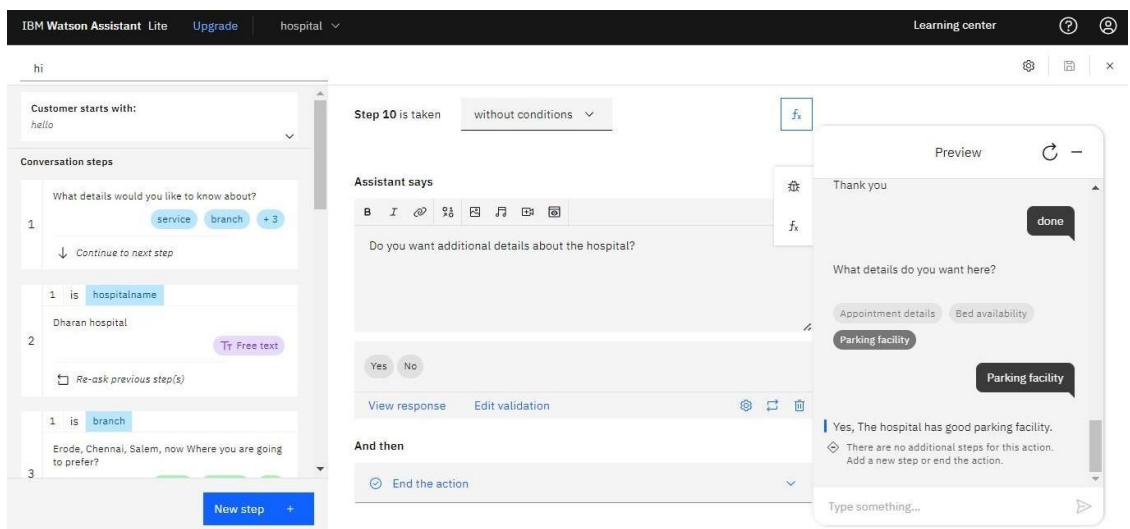 IBM Watson Assistant Lite Upgrade hospital Learning center
hi
Customer starts with:
hello
Conversation steps
1
What details would you like to know about?
service branch + 3
Continue to next step
1 is hospitalname
2
Dharan hospital
Free text
Re-ask previous step(s)
1 is branch
3
Erode, Chennai, Salem, now Where you are going
to prefer?
New step +
Step 10 is taken without conditions
fx
Assistant says
B I
fx
Do you want additional details about the hospital?
Yes No
View response Edit validation
And then
End the action
Preview
Thank you
done
What details do you want here?
Appointment details Bed availability
Parking facility
Parking facility
Yes, The hospital has good parking facility.
There are no additional steps for this action.
Add a new step or end the action.
Type something...